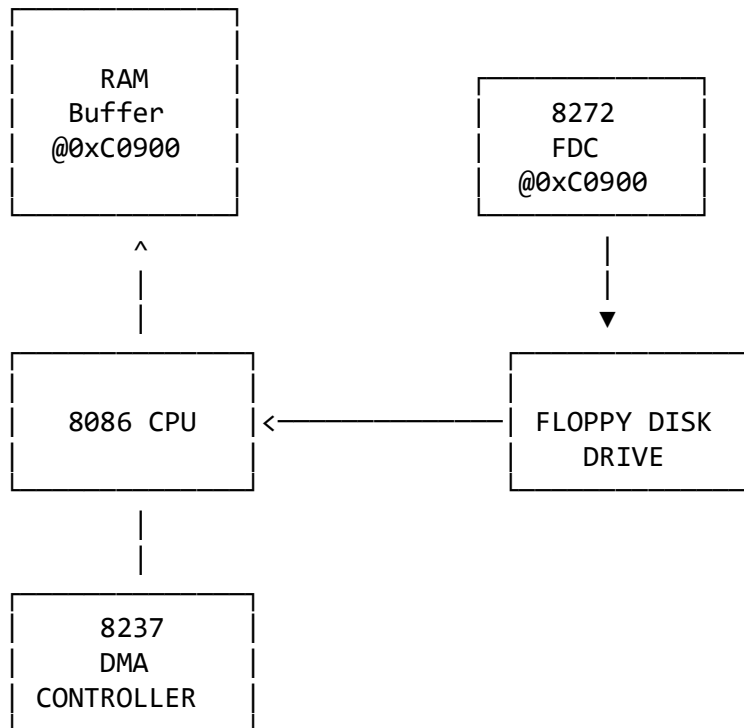 RAM
Buffer
@0xC0900
8272
FDC
@0xC0900
8086 CPU
FLOPPY DISK
DRIVE
8237
DMA
CONTROLLER